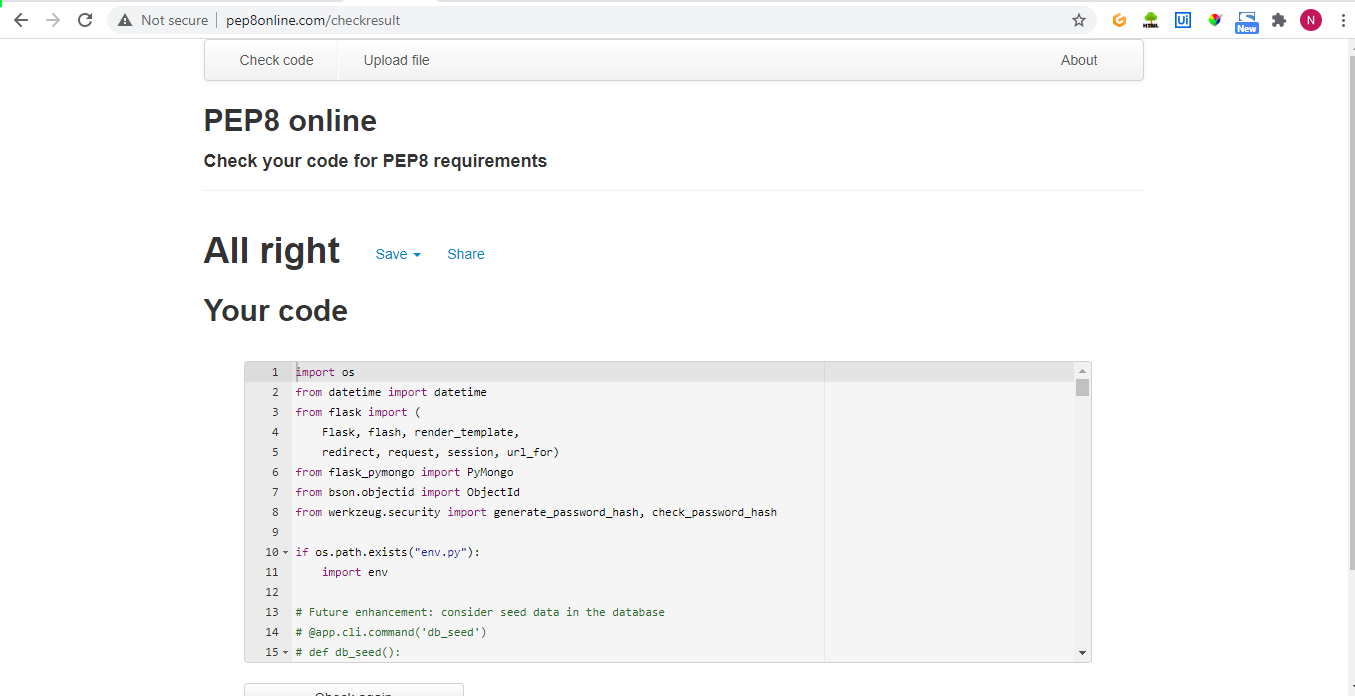 Not secure pep8online.com/checkresult
Ui
New
N
Check code Upload file About
PEP8 online
Check your code for PEP8 requirements
All right Save Share
Your code
1 import os
2 from datetime import datetime
3 from flask import (
4 Flask, flash, render_template,
5 redirect, request, session, url_for)
6 from flask_pymongo import PyMongo
7 from bson.objectid import ObjectId
8 from werkzeug.security import generate_password_hash, check_password_hash
9
10 if os.path.exists("env.py"):
11 import env
12
13 # Future enhancement: consider seed data in the database
14 # @app.cli.command('db_seed')
15 # def db_seed():
Check again